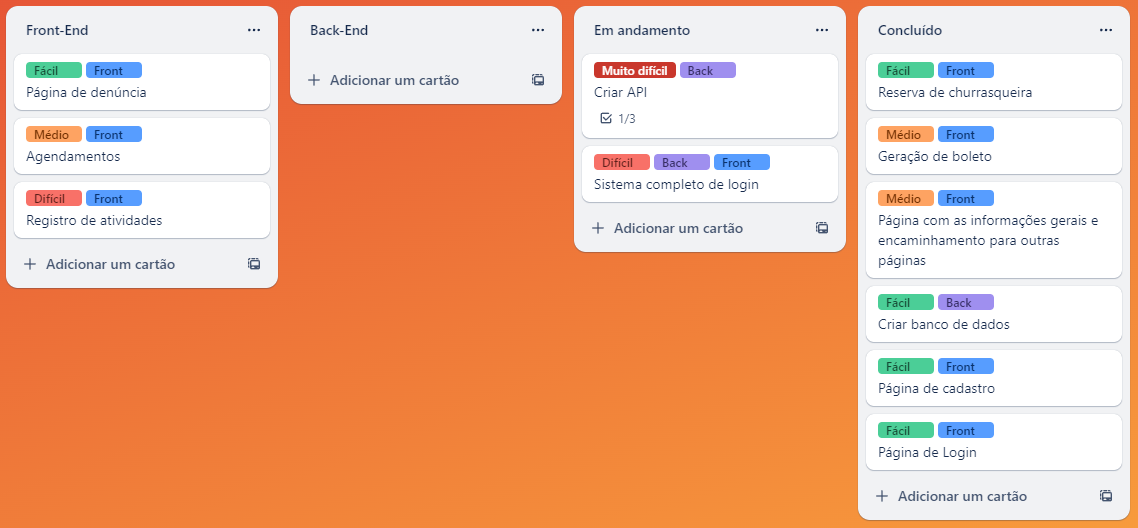 Front-End
Fácil Front
Página de denúncia
Médio Front
Agendamentos
Difícil Front
Registro de atividades
Adicionar um cartão
Back-End
Adicionar um cartão
Em andamento
Muito difícil Back
Criar API
1/3
Difícil Back Front
Sistema completo de login
Adicionar um cartão
Concluído
Fácil Front
Reserva de churrasqueira
Médio Front
Geração de boleto
Médio Front
Página com as informações gerais e
encaminhamento para outras
páginas
Fácil Back
Criar banco de dados
Fácil Front
Página de cadastro
Fácil Front
Página de Login
Adicionar um cartão